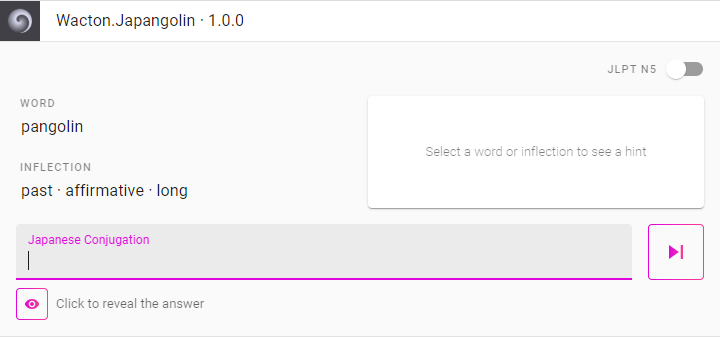 Wacton.Japangolin · 1.0.0
JLPT N5
WORD
pangolin
INFLECTION
past · affirmative · long
Select a word or inflection to see a hint
Japanese Conjugation
Click to reveal the answer